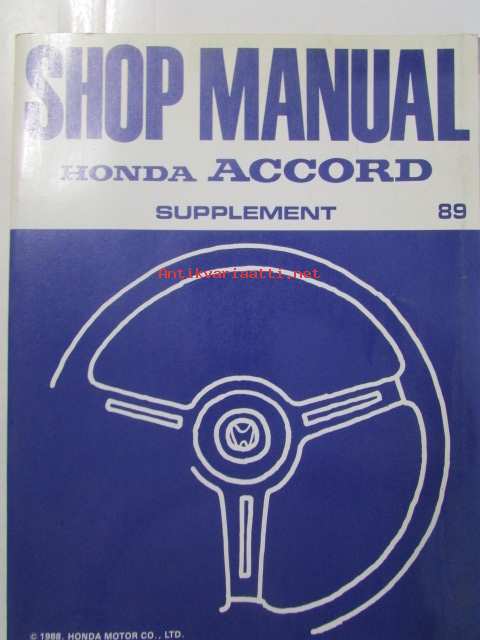 SHOP MANUAL
HONDA ACCORD
SUPPLEMENT 89
Antikvariaatti.net
© 1988. HONDA MOTOR CO., LTD.